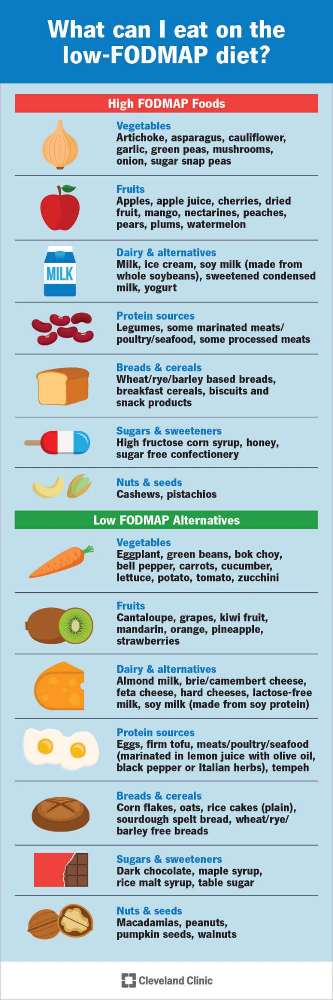 What can I eat on the
low-FODMAP diet?
High FODMAP Foods
Vegetables
Artichoke, asparagus, cauliflower,
garlic, green peas, mushrooms,
onion, sugar snap peas
Fruits
Apples, apple juice, cherries, dried
fruit, mango, nectarines, peaches,
pears, plums, watermelon
MILK
Dairy & alternatives
Milk, ice cream, soy milk (made from
whole soybeans), sweetened condensed
milk, yogurt
Protein sources
Legumes, some marinated meats/
poultry/seafood, some processed meats
Breads & cereals
Wheat/rye/barley based breads,
breakfast cereals, biscuits and
snack products
Sugars & sweeteners
High fructose corn syrup, honey,
sugar free confectionery
Nuts & seeds
Cashews, pistachios
Low FODMAP Alternatives
Vegetables
Eggplant, green beans, bok choy,
bell pepper, carrots, cucumber,
lettuce, potato, tomato, zucchini
Fruits
Cantaloupe, grapes, kiwi fruit,
mandarin, orange, pineapple,
strawberries
Dairy & alternatives
Almond milk, brie/camembert cheese,
feta cheese, hard cheeses, lactose-free
milk, soy milk (made from soy protein)
Protein sources
Eggs, firm tofu, meats/poultry/seafood
(marinated in lemon juice with olive oil,
black pepper or Italian herbs), tempeh
Breads & cereals
Corn flakes, oats, rice cakes (plain),
sourdough spelt bread, wheat/rye/
barley free breads
Sugars & sweeteners
Dark chocolate, maple syrup,
rice malt syrup, table sugar
Nuts & seeds
Macadamias, peanuts,
pumpkin seeds, walnuts
Cleveland Clinic